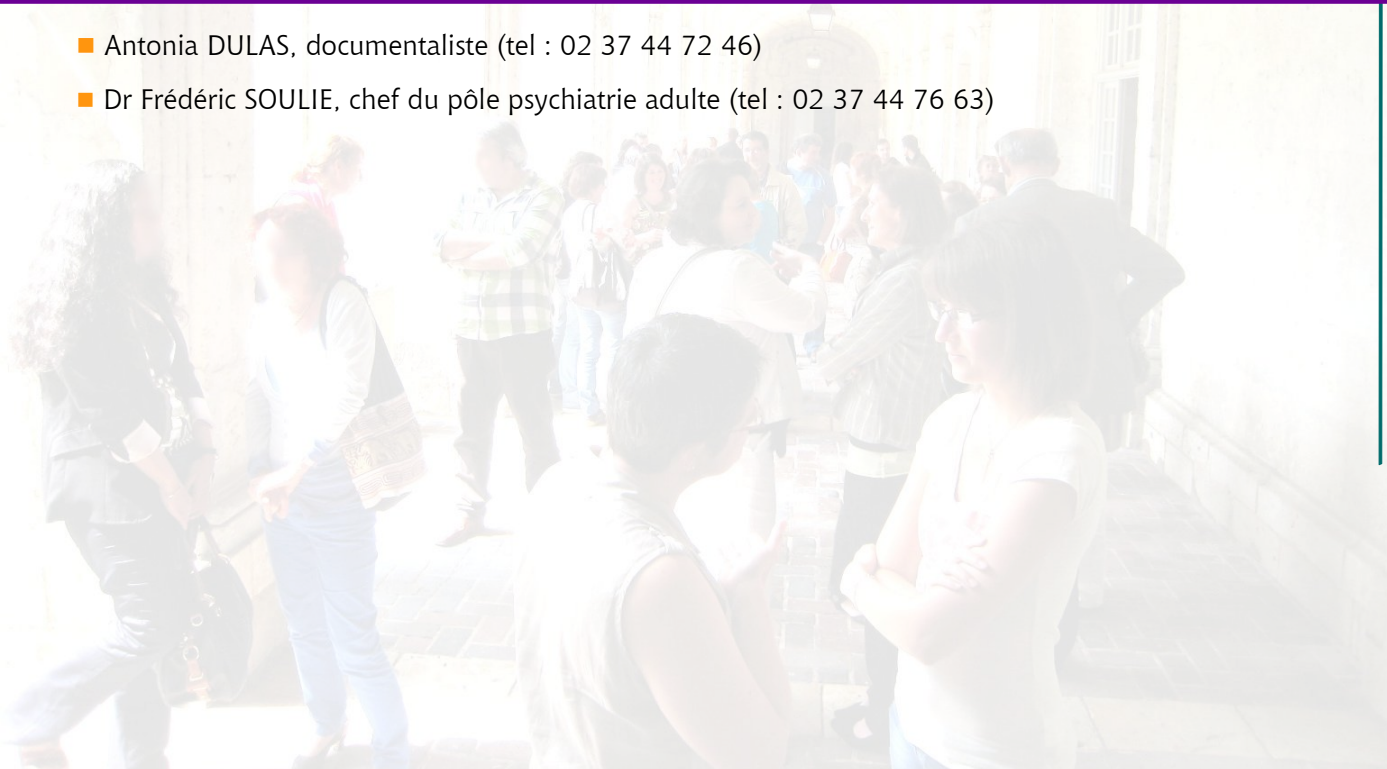 Antonia DULAS, documentaliste (tel : 02 37 44 72 46)
Dr Frédéric SOULIE, chef du pôle psychiatrie adulte (tel : 02 37 44 76 63)